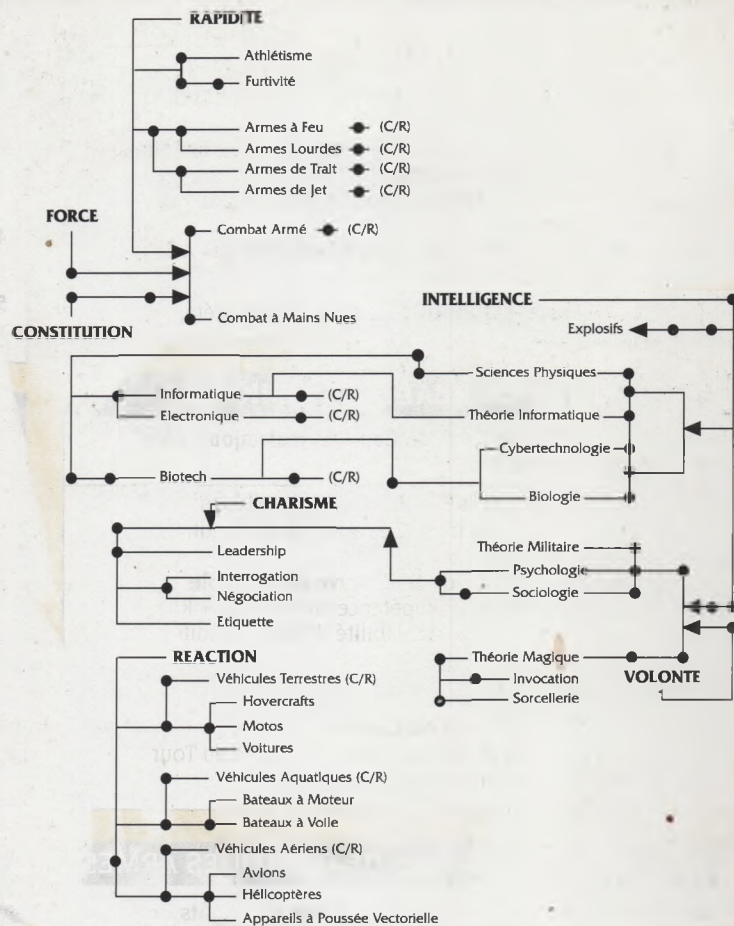 RAPIDITE
Athlétisme
Furtivité
Armes à Feu (C/R)
Armes Lourdes (C/R)
Armes de Trait (C/R)
Armes de Jet (C/R)
FORCE
Combat Armé (C/R)
INTELLIGENCE
Explosifs
CONSTITUTION
Combat à Mains Nues
Sciences Physiques
Informatique (C/R)
Electronique (C/R)
Théorie Informatique
Cybertechnologie
Biotech (C/R)
Biologie
CHARISME
Théorie Militaire
Leadership
Psychologie
Interrogation
Négociation
Sociologie
Etiquette
REACTION
Théorie Magique
VOLONTE
Véhicules Terrestres (C/R)
Invocation
Hovercrafts
Sorcellerie
Motos
Voitures
Véhicules Aquatiques (C/R)
Bateaux à Moteur
Bateaux à Voile
Véhicules Aériens (C/R)
Avions
Hélicoptères
Appareils à Poussée Vectorielle